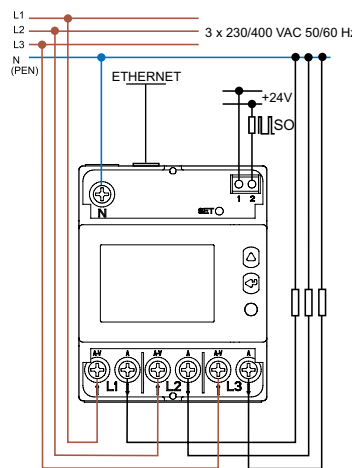 L1
L2
L3
3 x 230/400 VAC 50/60 Hz
N
(PEN)
ETHERNET
+24V
SO
1 2
N
SET
A-V A A-V A A-V A
L1 L2 L3